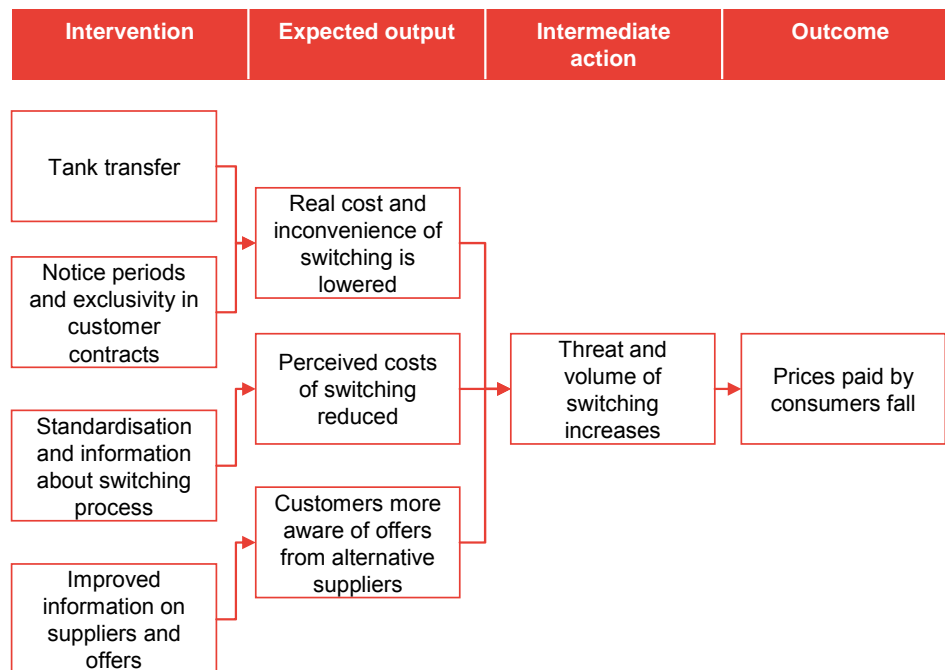 Intervention
Expected output
Intermediate
action
Outcome
Tank transfer
Notice periods
and exclusivity in
customer
contracts
Standardisation
and information
about switching
process
Improved
information on
suppliers and
offers
Real cost and
inconvenience of
switching is
lowered
Perceived costs
of switching
reduced
Customers more
aware of offers
from alternative
suppliers
Threat and
volume of
switching
increases
Prices paid by
consumers fall